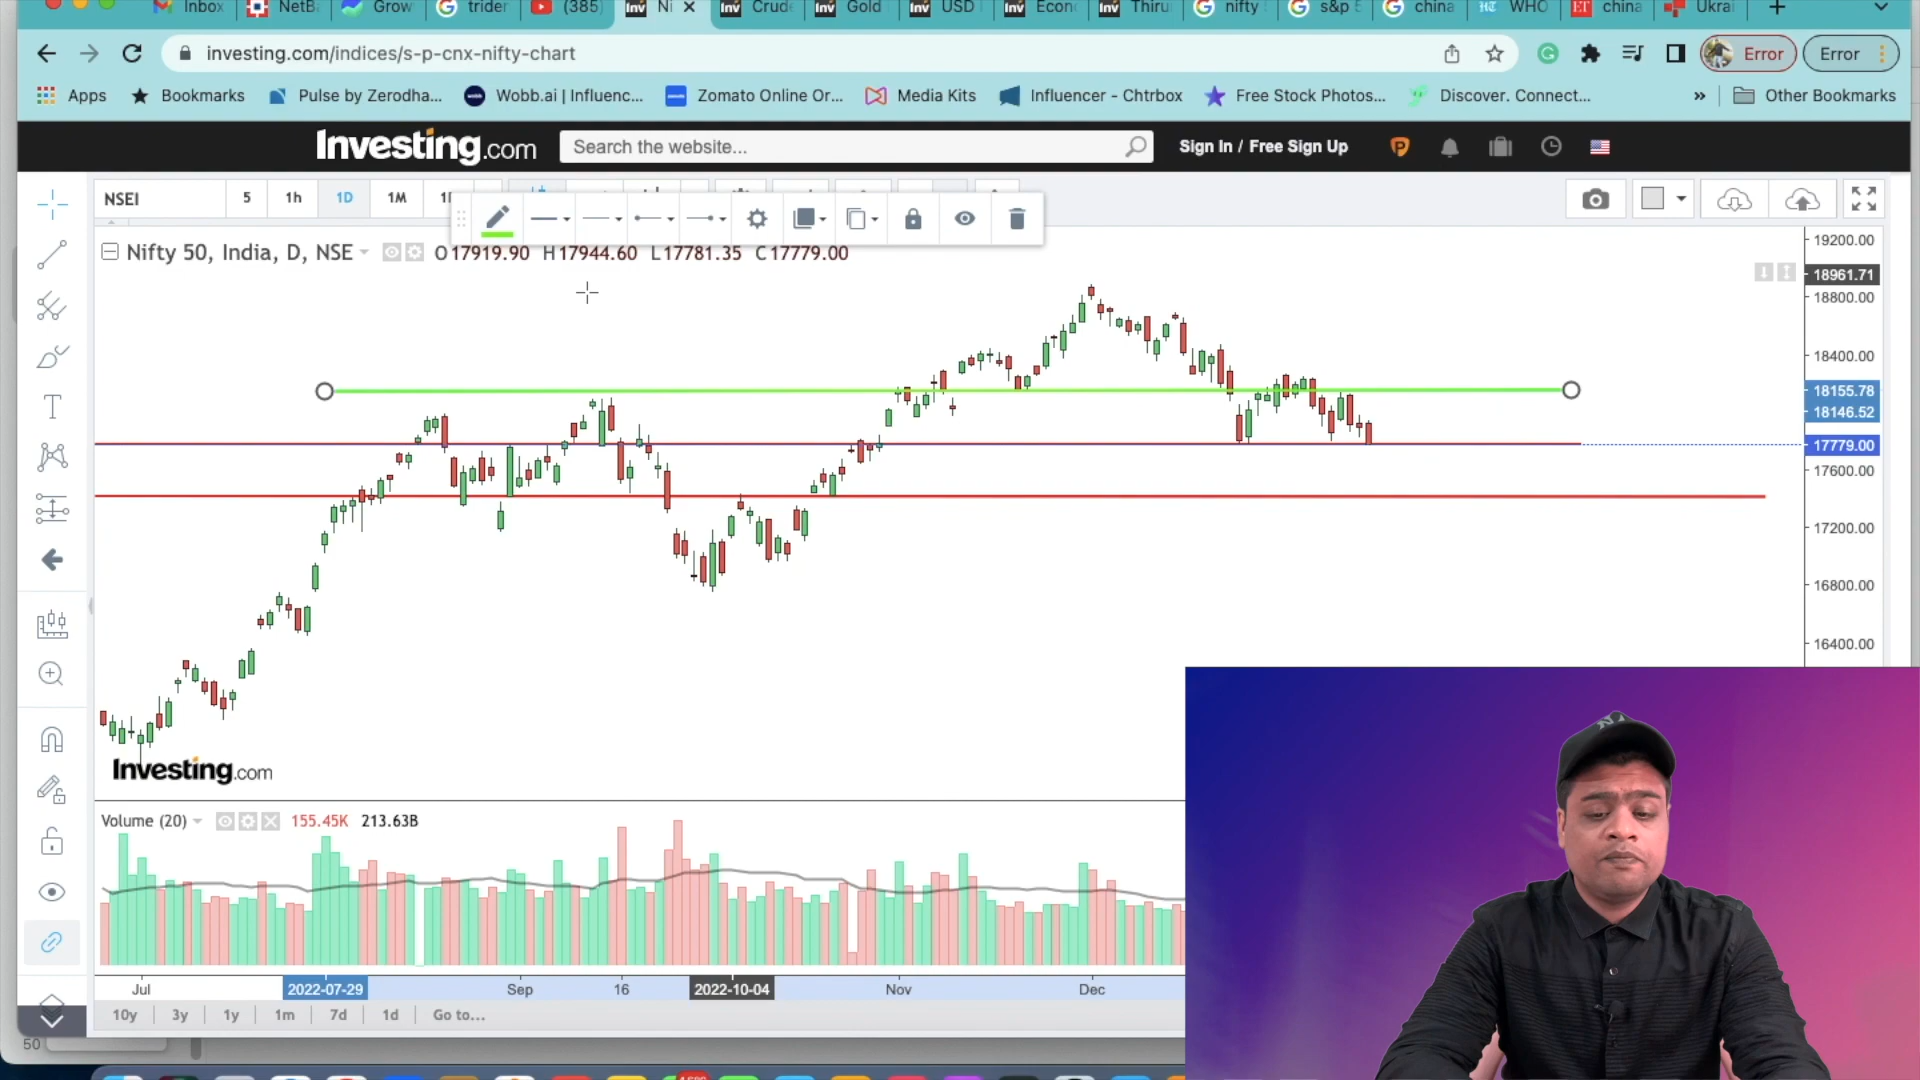 Inbox NetB Grow trider (385) Ni Crude Gold USD Econ Thiru nifty s&p 5 china WHO china Ukrai
investing.com/indices/s-p-cnx-nifty-chart Error Error
Apps Bookmarks Pulse by Zerodha... Wobb.ai | Influenc... Zomato Online Or... Media Kits Influencer - Chtrbox Free Stock Photos... Discover. Connect... » Other Bookmarks
Investing.com Search the website... Sign In / Free Sign Up
NSEI 5 1h 1D 1M
Nifty 50, India, D, NSE O17919.90 H17944.60 L17781.35 C17779.00
19200.00
18961.71
18800.00
18400.00
18155.78
18146.52
17779.00
17600.00
17200.00
16800.00
16400.00
Investing.com
Volume (20) 155.45K 213.63B
Jul 2022-07-29 Sep 16 2022-10-04 Nov Dec
10y 3y 1y 1m 7d 1d Go to...
50